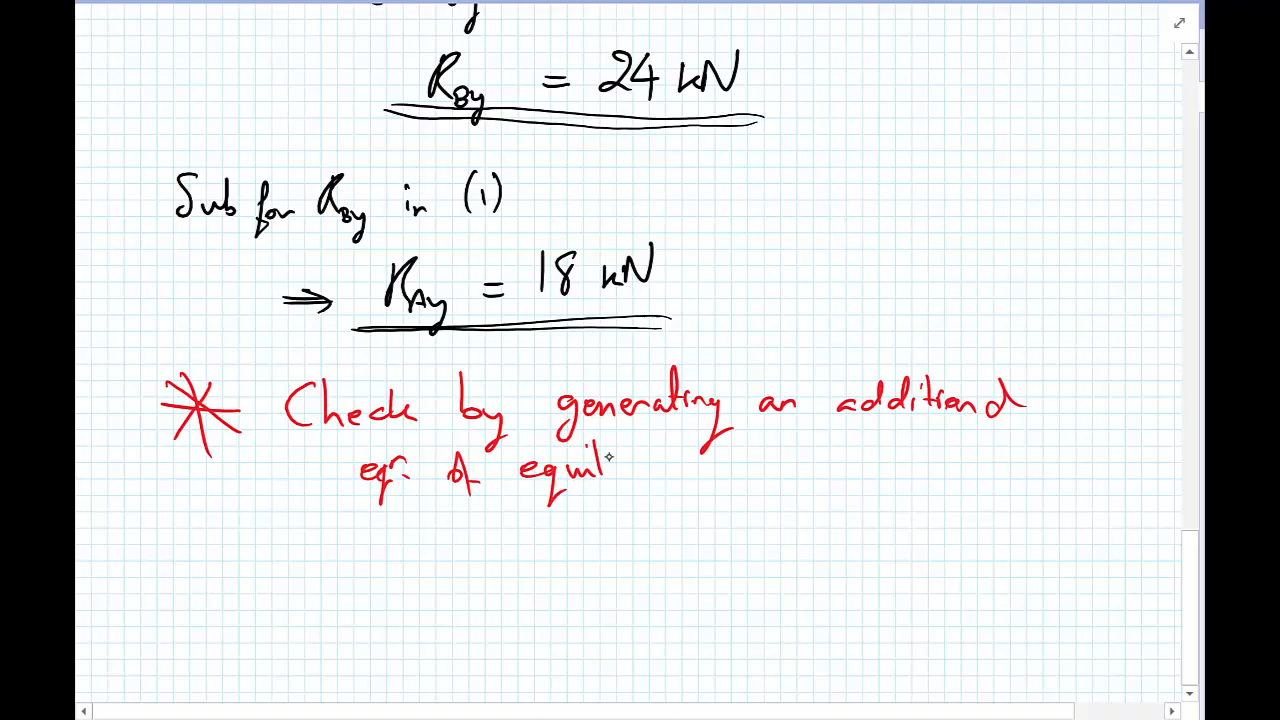 R_By = 24 kN
Sub for R_By in (1)
⇒ R_Ay = 18 kN
* Check by generating an additional
eqn of equil